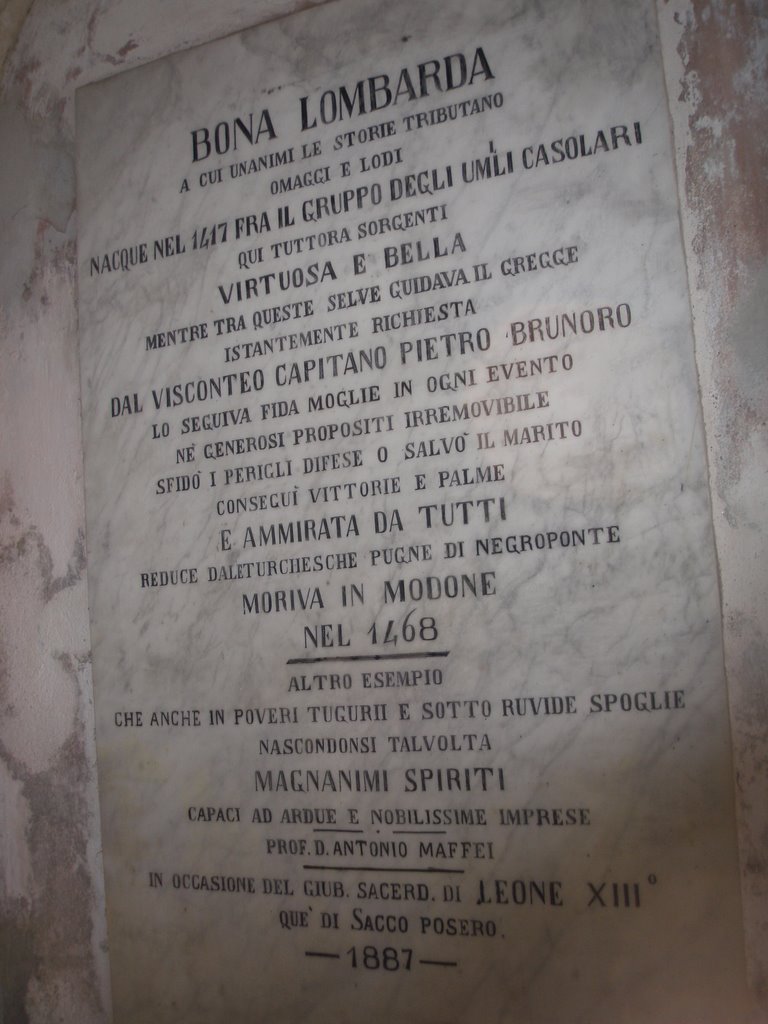 BONA LOMBARDA
A CUI UNANIMI LE STORIE TRIBUTANO
OMAGGI E LODI
NACQUE NEL 1417 FRA IL GRUPPO DEGLI UMILI CASOLARI
QUI TUTTORA SORGENTI
VIRTUOSA E BELLA
MENTRE TRA QUESTE SELVE GUIDAVA IL GREGGE
ISTANTEMENTE RICHIESTA
DAL VISCONTEO CAPITANO PIETRO BRUNORO
LO SEGUIVA FIDA MOGLIE IN OGNI EVENTO
NE' GENEROSI PROPOSITI IRREMOVIBILE
SFIDÒ I PERIGLI DIFESE O SALVÒ IL MARITO
CONSEGUÌ VITTORIE E PALME
E AMMIRATA DA TUTTI
REDUCE DALETURCHESCHE PUGNE DI NEGROPONTE
MORIVA IN MODONE
NEL 1468
ALTRO ESEMPIO
CHE ANCHE IN POVERI TUGURII E SOTTO RUVIDE SPOGLIE
NASCONDONSI TALVOLTA
MAGNANIMI SPIRITI
CAPACI AD ARDUE E NOBILISSIME IMPRESE
PROF. D. ANTONIO MAFFEI
IN OCCASIONE DEL GIUB. SACERD. DI LEONE XIII°
QUE' DI SACCO POSERO.
— 1887 —